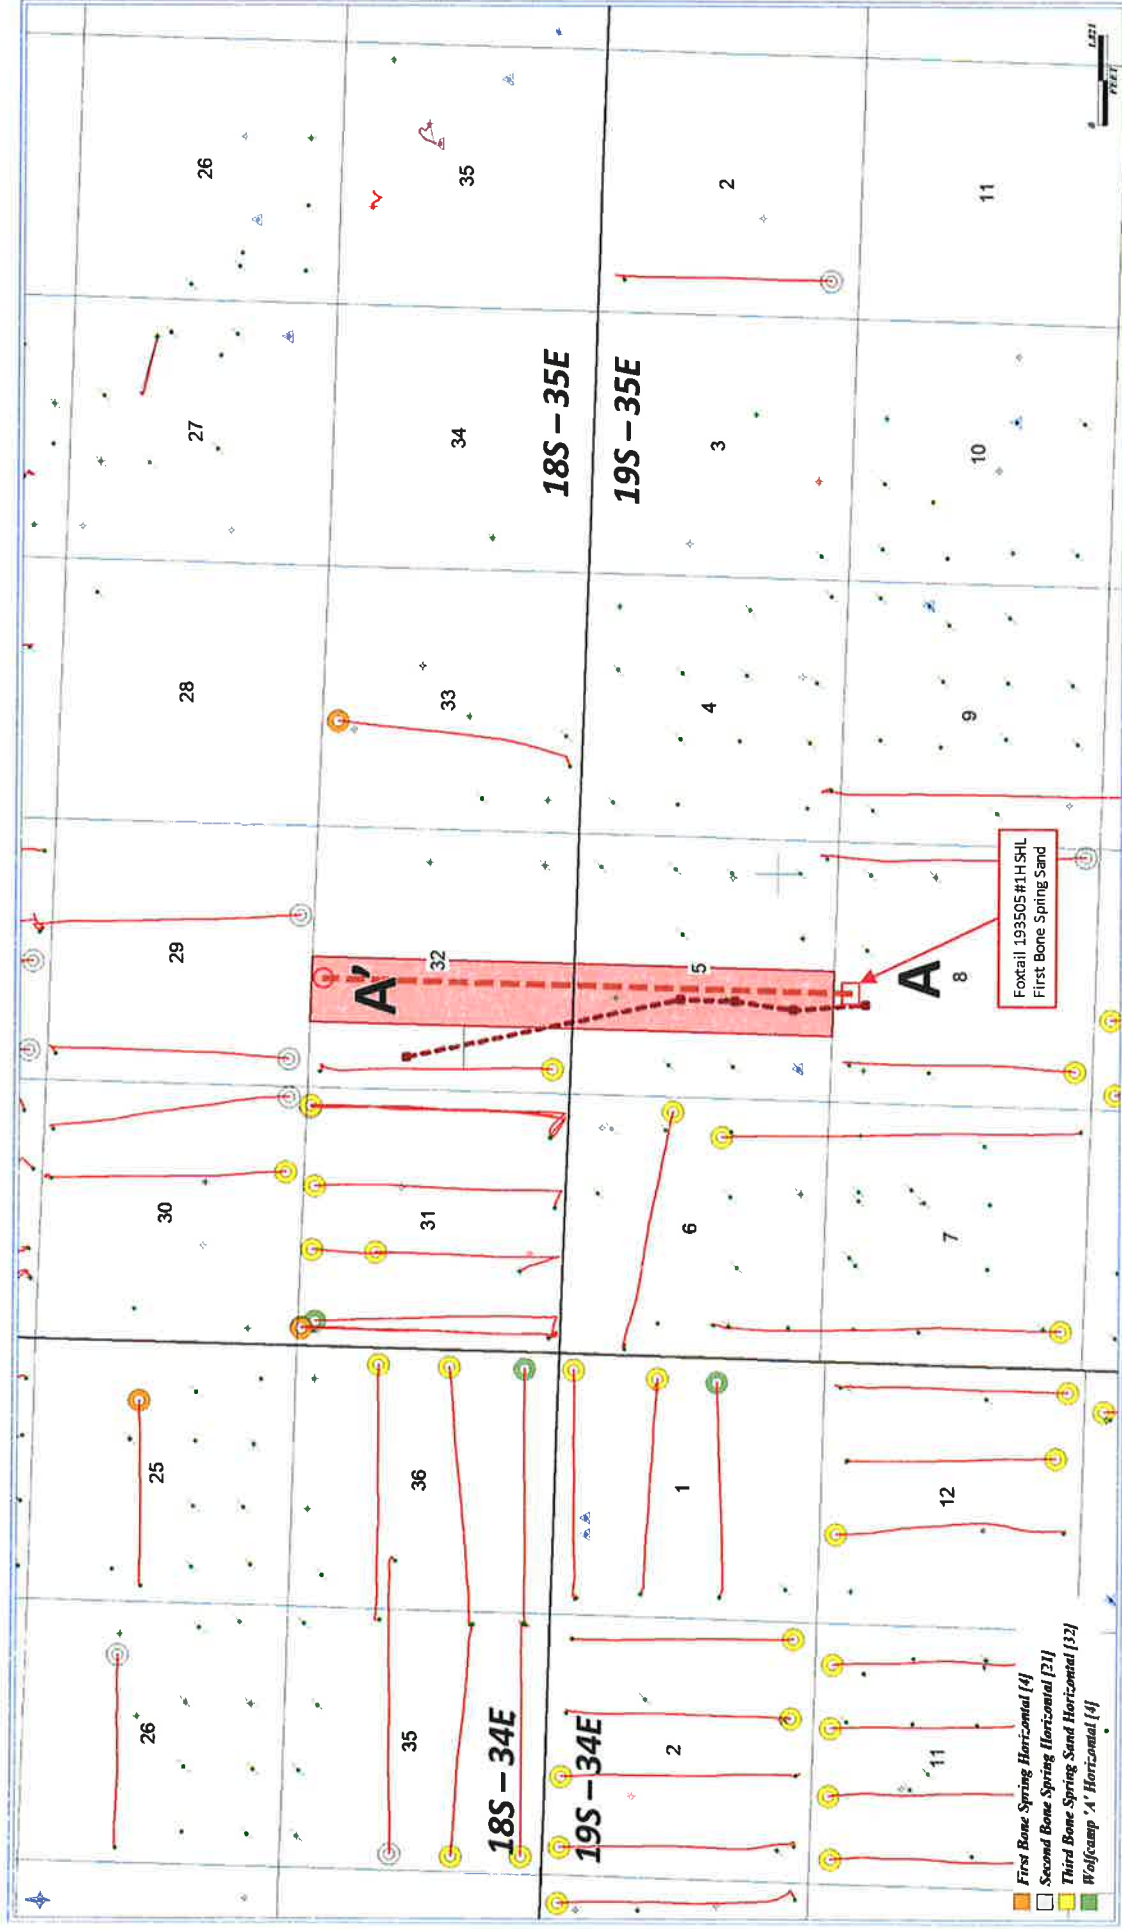 26
25
30
29
28
27
26
35
36
31
32
33
34
35
A'
18S – 34E
18S – 35E
19S – 34E
19S – 35E
2
1
6
5
4
3
2
11
12
7
8
9
10
11
A
Foxtail 193505#1H SHL
First Bone Spring Sand
First Bone Spring Horizontal [4]
Second Bone Spring Horizontal [21]
Third Bone Spring Sand Horizontal [32]
Wolfcamp 'A' Horizontal [4]
0 1,821
FEET